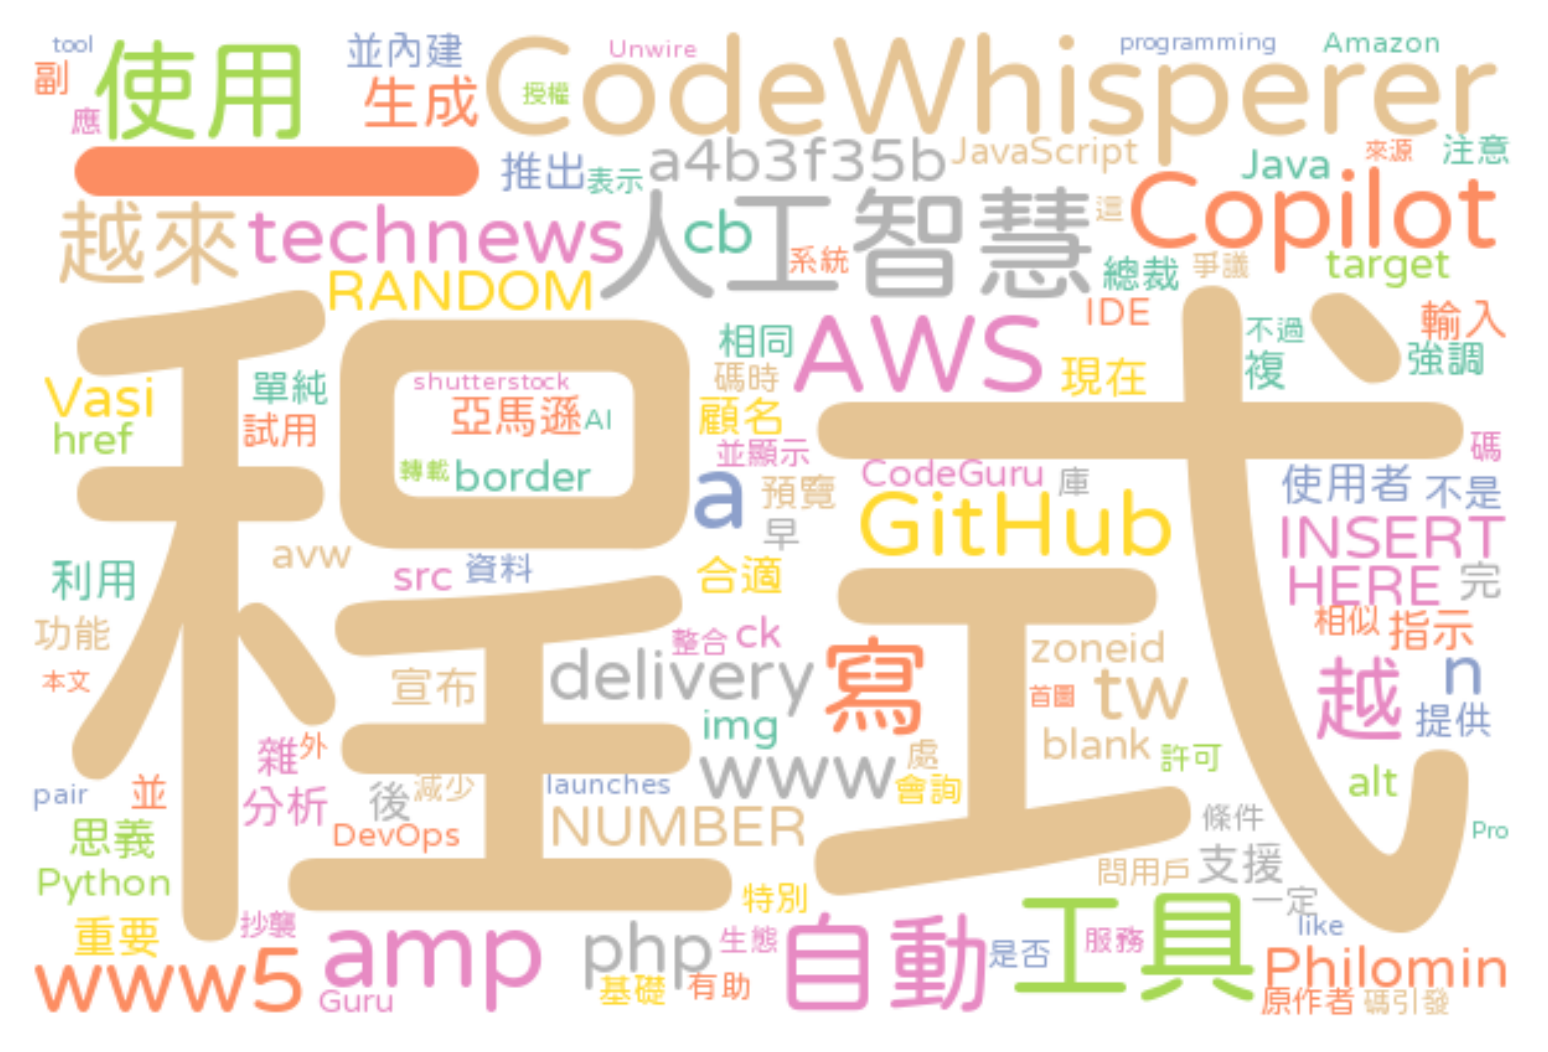 tool
使用
並內建
Unwire
programming
Amazon
副
生成
CodeWhisperer
授權
應
一
推出
表示
a4b3f35b
JavaScript
Java
來源
注意
越來
technews
人工智慧
cb
系統
這
Copilot
RANDOM
總裁
爭議
target
程式
相同
AWS
IDE
不過
輸入
Vasi
單純
shutterstock
碼時
現在
複
強調
href
試用
亞馬遜
AI
顧名
並顯示
碼
轉載
border
a
預覽
CodeGuru
庫
使用者
不是
早
GitHub
INSERT
avw
src
資料
合適
HERE
完
利用
功能
整合
ck
相似
指示
本文
宣布
delivery
寫
zoneid
首圖
tw
越
n
img
提供
雜
外
www
處
blank
許可
pair
並
分析
後
減少
launches
會詢
alt
思義
DevOps
NUMBER
條件
Pro
Python
問用戶
支援
重要
抄襲
特別
一定
like
www5
amp
php
生態
自動
是否
工具
服務
Philomin
Guru
基礎
有助
原作者
碼引發